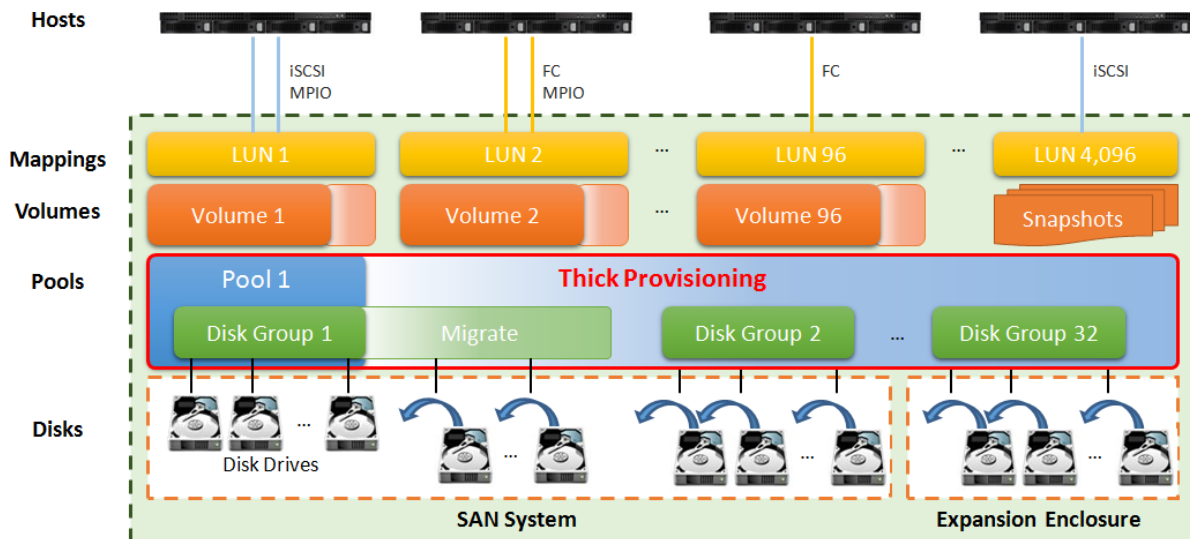 Hosts
iSCSI
MPIO
FC
MPIO
FC
iSCSI
Mappings
LUN 1
LUN 2
...
LUN 96
...
LUN 4,096
Volumes
Volume 1
Volume 2
...
Volume 96
Snapshots
Pools
Pool 1
Thick Provisioning
Disk Group 1
Migrate
Disk Group 2
...
Disk Group 32
Disks
...
...
...
...
Disk Drives
SAN System
Expansion Enclosure